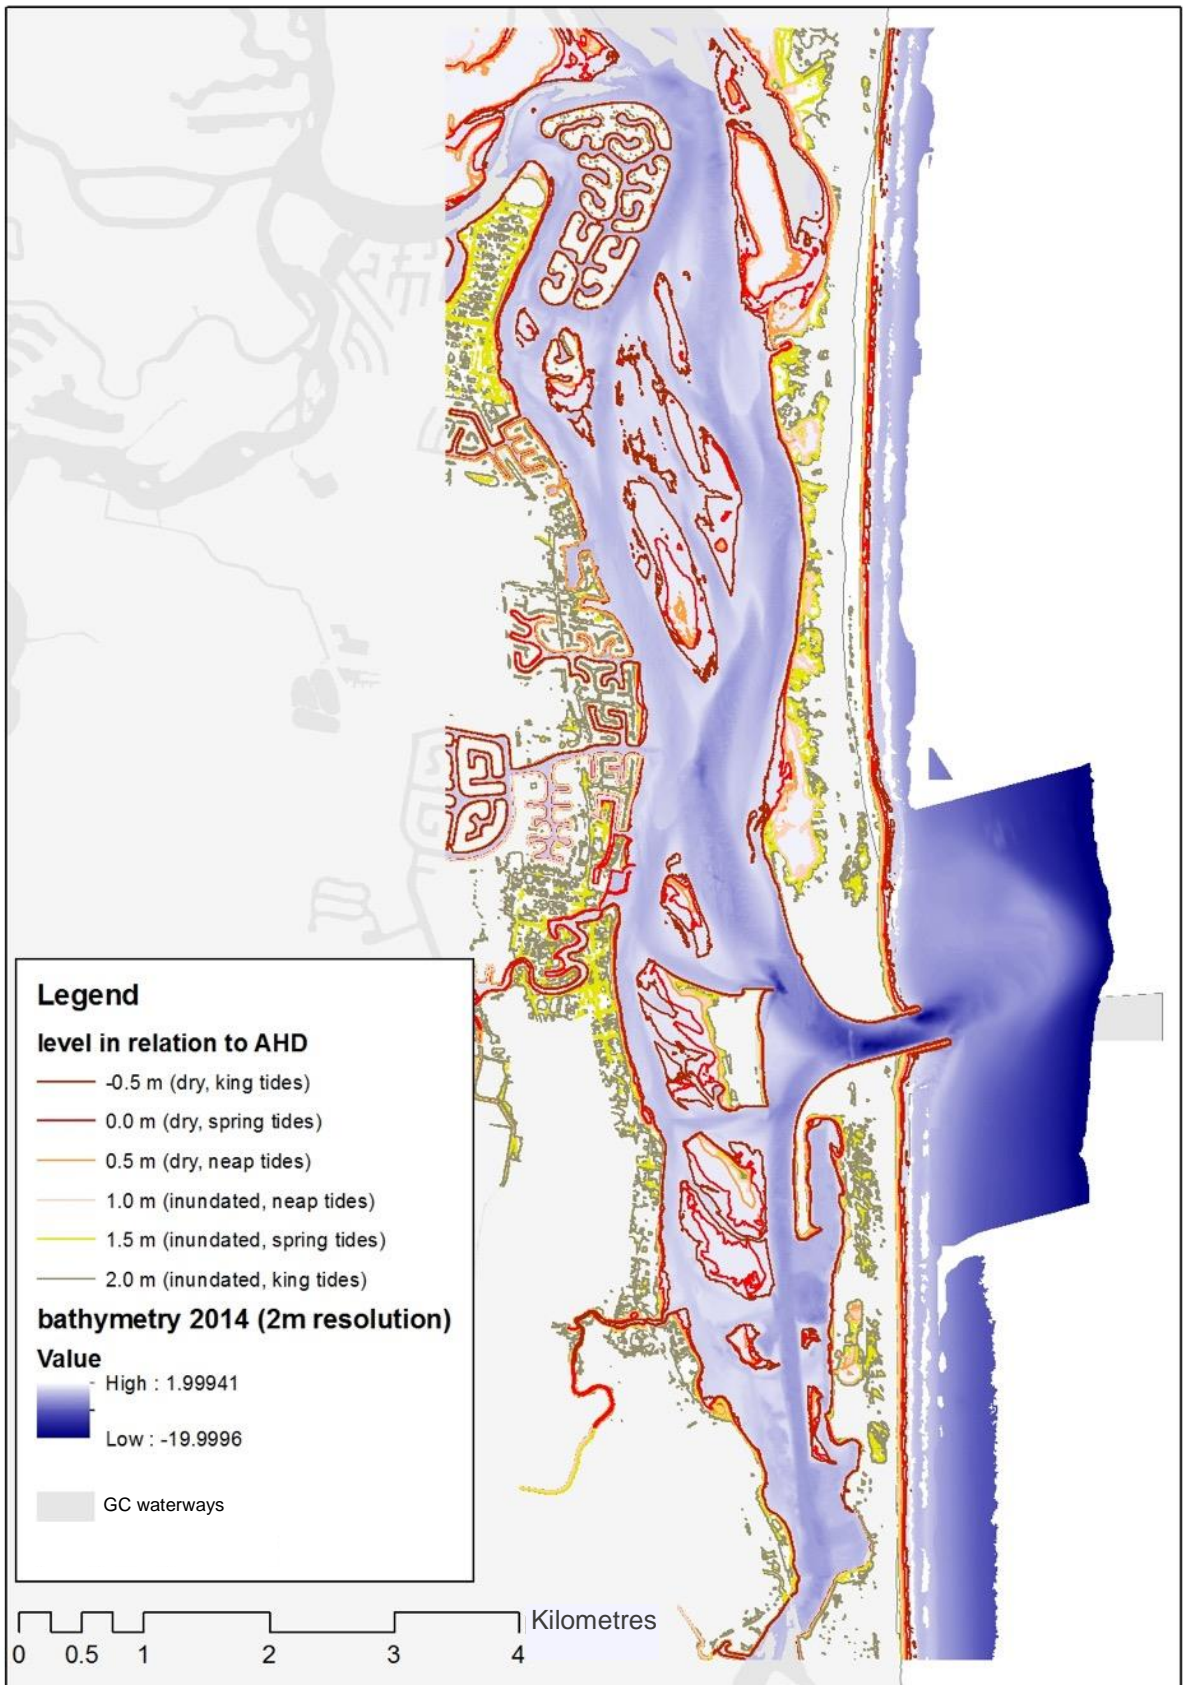 Legend
level in relation to AHD
-0.5 m (dry, king tides)
0.0 m (dry, spring tides)
0.5 m (dry, neap tides)
1.0 m (inundated, neap tides)
1.5 m (inundated, spring tides)
2.0 m (inundated, king tides)
bathymetry 2014 (2m resolution)
Value
High : 1.99941
Low : -19.9996
GC waterways
Kilometres
0 0.5 1 2 3 4